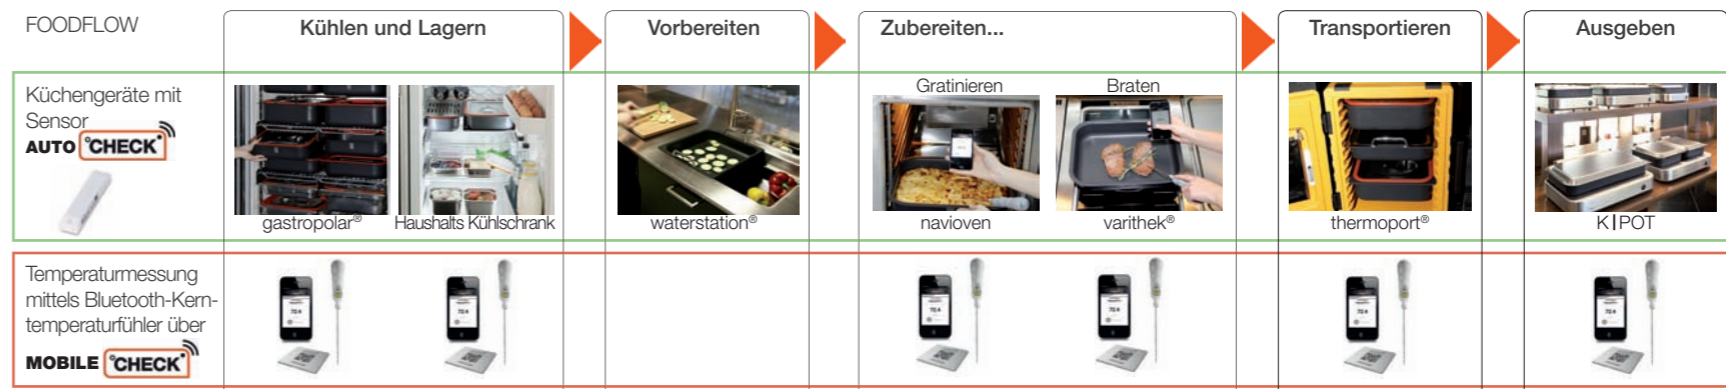 FOODFLOW
Kühlen und Lagern
Vorbereiten
Zubereiten...
Transportieren
Ausgeben
Küchengeräte mit
Sensor
AUTO °CHECK
gastropolar®
Haushalts Kühlschrank
waterstation®
Gratinieren
navioven
Braten
varithek®
thermoport®
K|POT
Temperaturmessung
mittels Bluetooth-Kern-
temperaturfühler über
MOBILE °CHECK